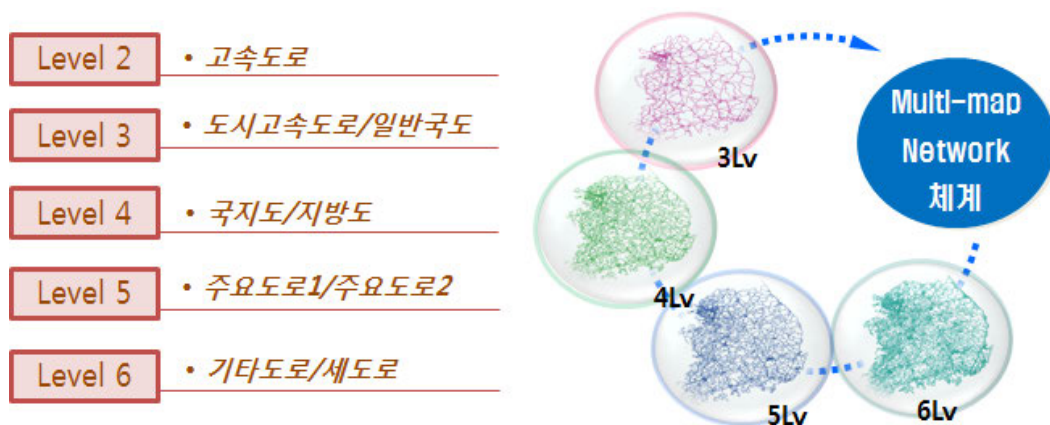 Level 2
• 고속도로
Level 3
• 도시고속도로/일반국도
Level 4
• 국지도/지방도
Level 5
• 주요도로1/주요도로2
Level 6
• 기타도로/세도로
3Lv
4Lv
5Lv
6Lv
Multi-map
Network
체계